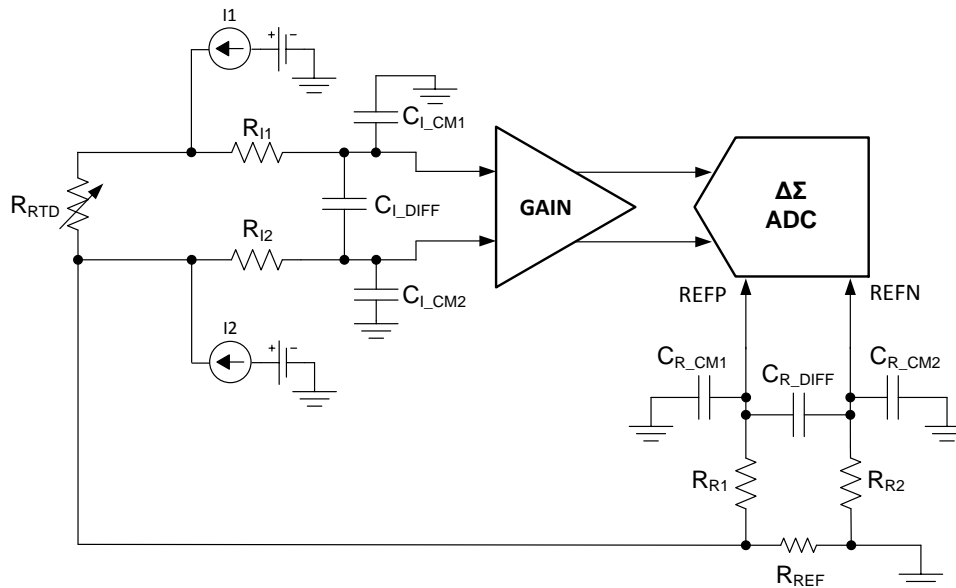 I1
+ −
C_I_CM1
R_I1
R_RTD
C_I_DIFF
GAIN
ΔΣ
ADC
R_I2
C_I_CM2
REFP
REFN
I2
+ −
C_R_CM1
C_R_DIFF
C_R_CM2
R_R1
R_R2
R_REF